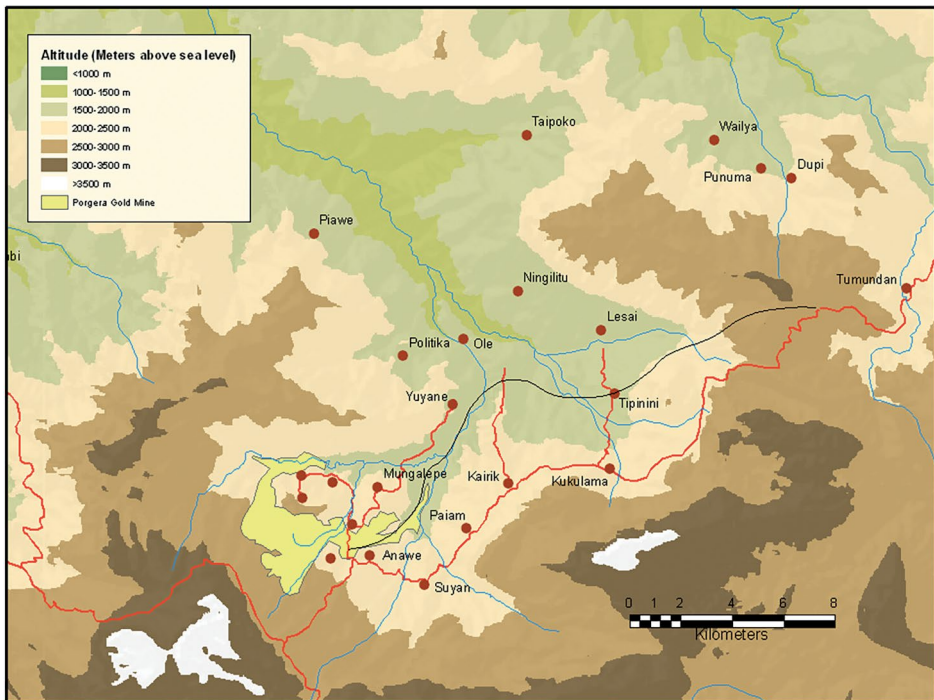 Altitude (Meters above sea level)
<1000 m
1000-1500 m
1500-2000 m
2000-2500 m
2500-3000 m
3000-3500 m
>3500 m
Porgera Gold Mine
Taipoko
Wailya
Punuma
Dupi
Piawe
abi
Ningilitu
Tumundan
Lesai
Politika
Ole
Yuyane
Tipinini
Mungalepe
Kairik
Kukulama
Paiam
Anawe
Suyan
0 1 2 4 6 8
Kilometers